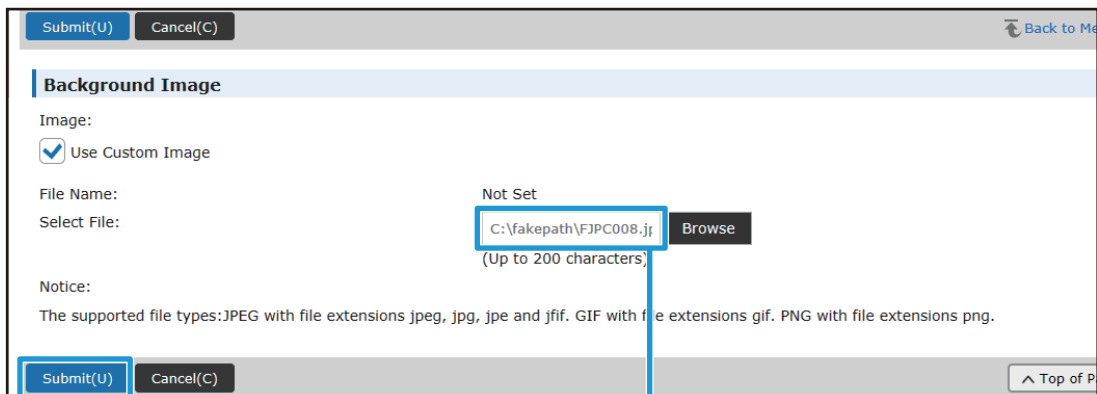 Submit(U) Cancel(C) Back to Me
Background Image
Image:
Use Custom Image
File Name: Not Set
Select File: C:\fakepath\FJPC008.jp Browse
(Up to 200 characters)
Notice:
The supported file types:JPEG with file extensions jpeg, jpg, jpe and jfif. GIF with file extensions gif. PNG with file extensions png.
Submit(U) Cancel(C) Top of P